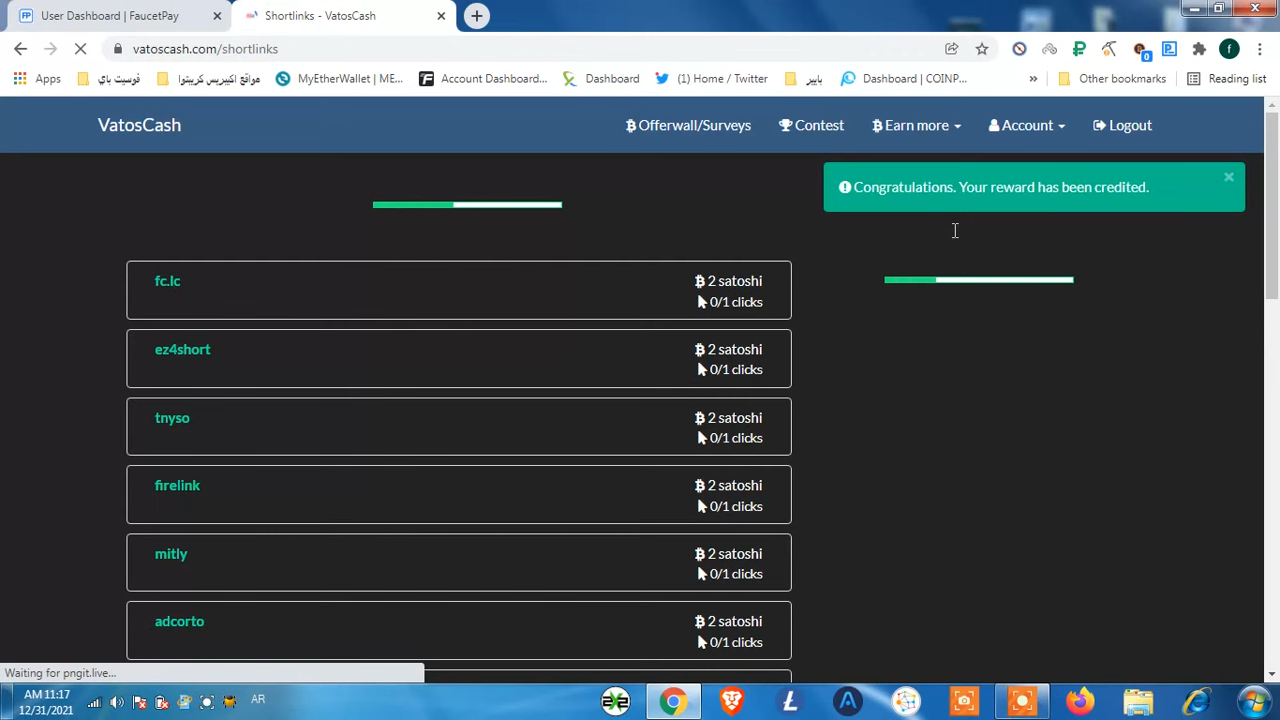 User Dashboard | FaucetPay
Shortlinks - VatosCash
vatoscash.com/shortlinks
f
0
Apps
فوسيت باي
مواقع اكسبريس كريبتوا
MyEtherWallet | ME...
Account Dashboard...
Dashboard
(1) Home / Twitter
بايير
Dashboard | COINP...
»
Other bookmarks
Reading list
VatosCash
Offerwall/Surveys
Contest
Earn more
Account
Logout
Congratulations. Your reward has been credited.
×
fc.lc
2 satoshi
0/1 clicks
ez4short
2 satoshi
0/1 clicks
tnyso
2 satoshi
0/1 clicks
firelink
2 satoshi
0/1 clicks
mitly
2 satoshi
0/1 clicks
adcorto
2 satoshi
0/1 clicks
Waiting for pngit.live...
AM 11:17
12/31/2021
AR